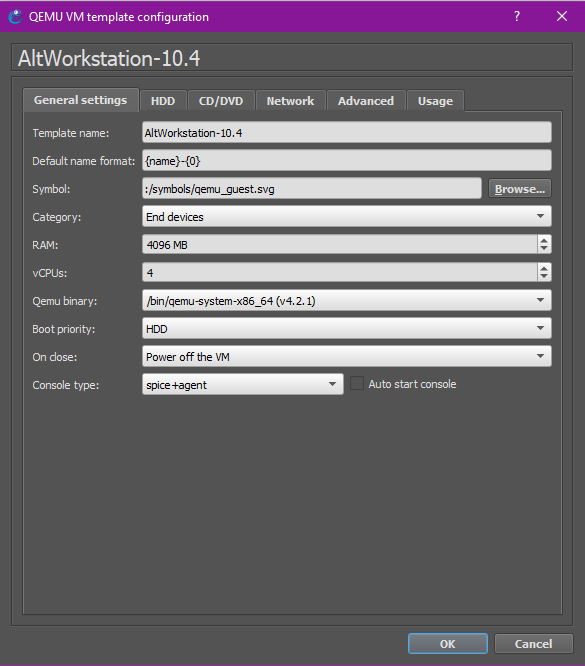 QEMU VM template configuration
AltWorkstation-10.4
General settings HDD CD/DVD Network Advanced Usage
Template name: AltWorkstation-10.4
Default name format: {name}-{0}
Symbol: :/symbols/qemu_guest.svg Browse...
Category: End devices
RAM: 4096 MB
vCPUs: 4
Qemu binary: /bin/qemu-system-x86_64 (v4.2.1)
Boot priority: HDD
On close: Power off the VM
Console type: spice+agent Auto start console
OK Cancel